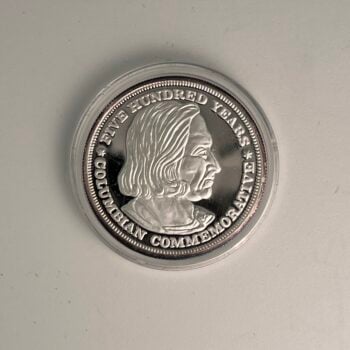 ★ FIVE HUNDRED YEARS ★
COLUMBIAN COMMEMORATIVE